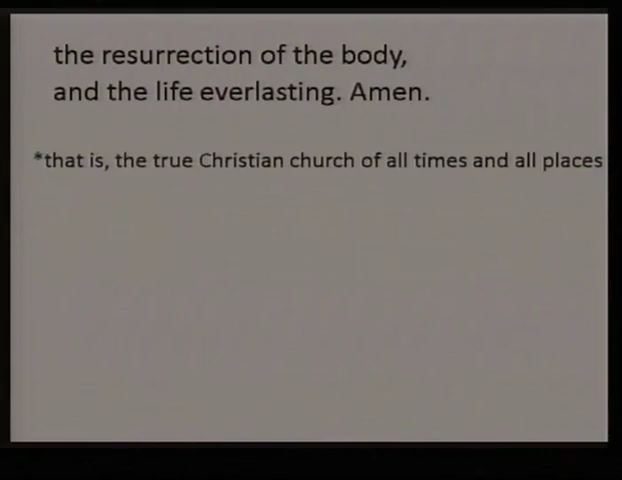 the resurrection of the body,
and the life everlasting. Amen.
*that is, the true Christian church of all times and all places